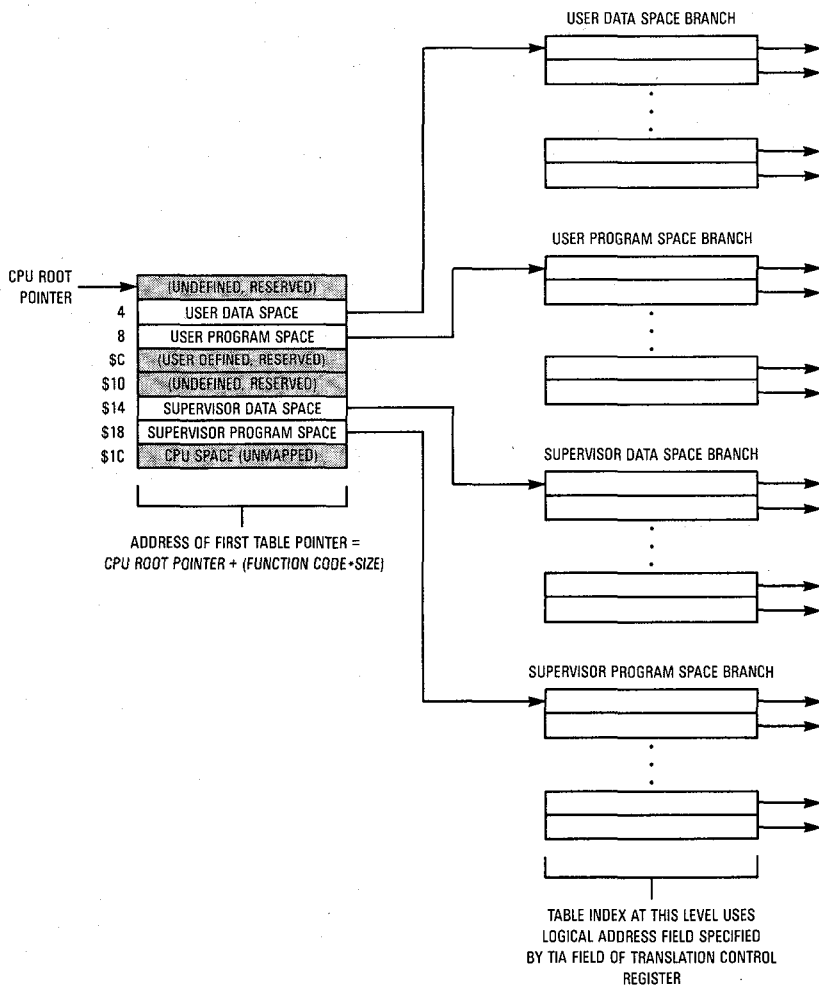 USER DATA SPACE BRANCH
USER PROGRAM SPACE BRANCH
CPU ROOT
POINTER
(UNDEFINED, RESERVED)
4 USER DATA SPACE
8 USER PROGRAM SPACE
$C (USER DEFINED, RESERVED)
$10 (UNDEFINED, RESERVED)
$14 SUPERVISOR DATA SPACE
$18 SUPERVISOR PROGRAM SPACE
$1C CPU SPACE (UNMAPPED)
ADDRESS OF FIRST TABLE POINTER =
CPU ROOT POINTER + (FUNCTION CODE*SIZE)
SUPERVISOR DATA SPACE BRANCH
SUPERVISOR PROGRAM SPACE BRANCH
TABLE INDEX AT THIS LEVEL USES
LOGICAL ADDRESS FIELD SPECIFIED
BY TIA FIELD OF TRANSLATION CONTROL
REGISTER